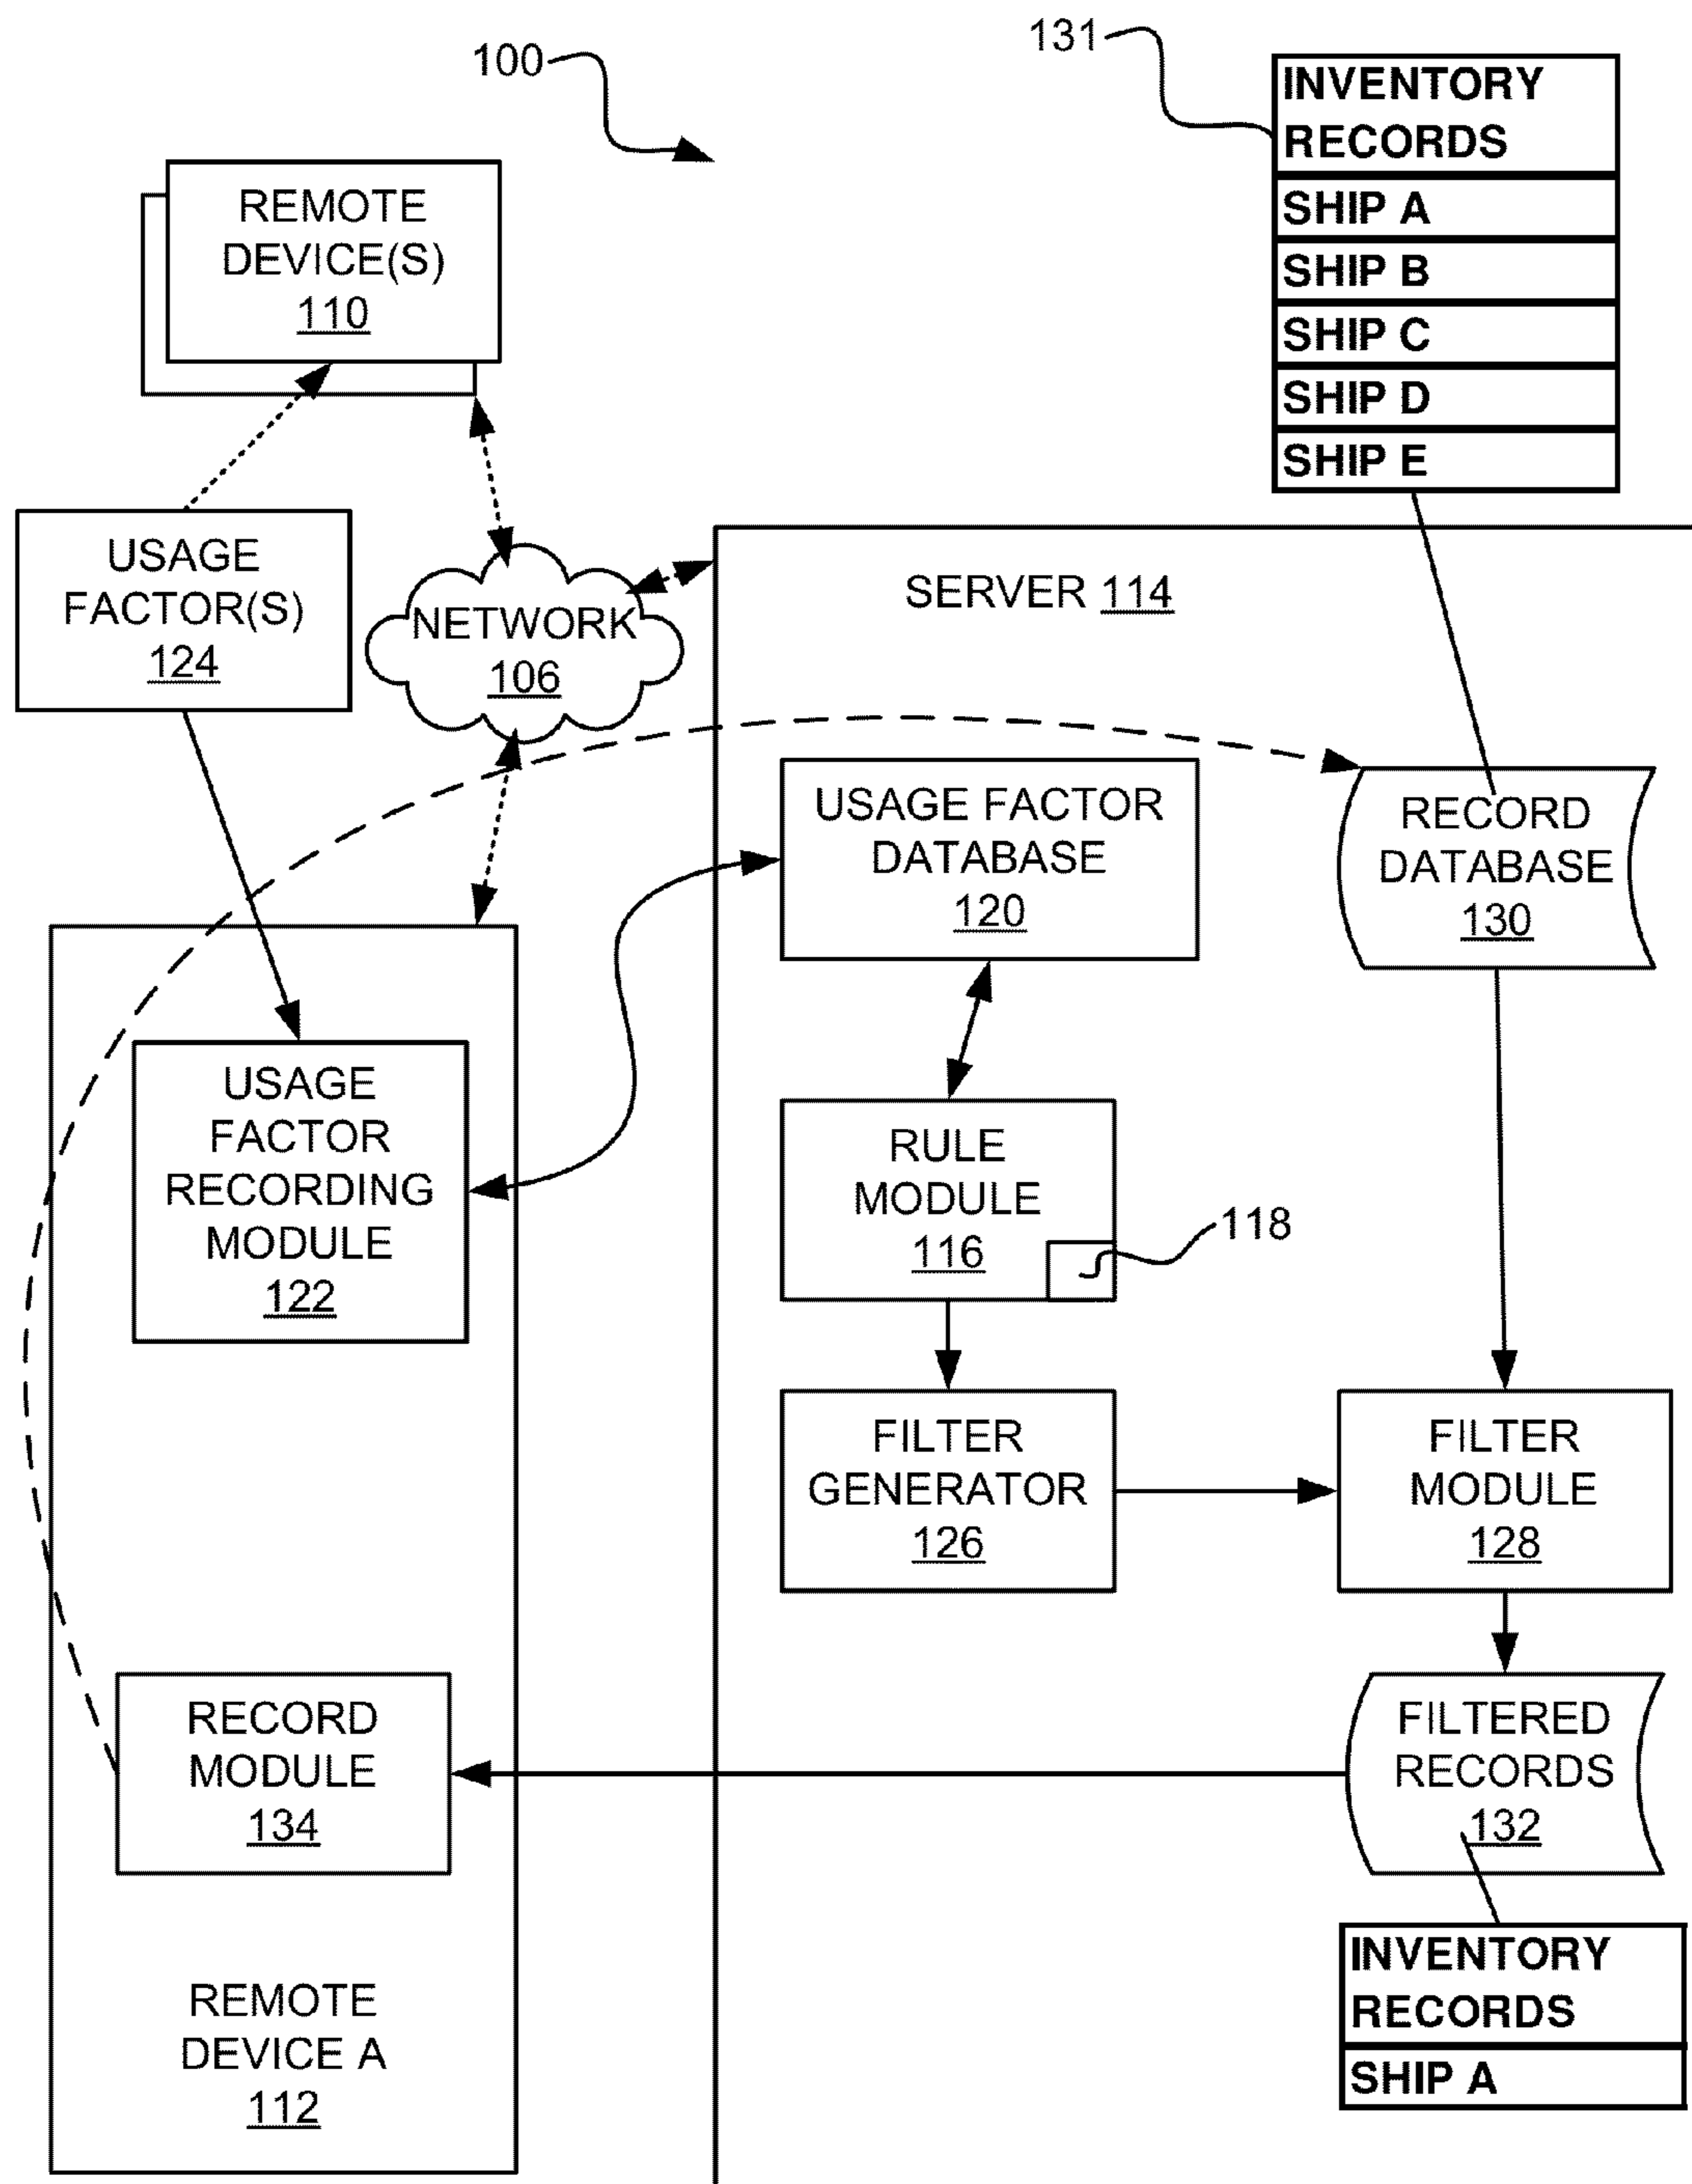 100
131
INVENTORY
RECORDS
SHIP A
SHIP B
SHIP C
SHIP D
SHIP E
REMOTE
DEVICE(S)
110
USAGE
FACTOR(S)
124
NETWORK
106
SERVER 114
USAGE FACTOR
DATABASE
120
RECORD
DATABASE
130
USAGE
FACTOR
RECORDING
MODULE
122
RULE
MODULE
116
118
FILTER
GENERATOR
126
FILTER
MODULE
128
RECORD
MODULE
134
FILTERED
RECORDS
132
INVENTORY
RECORDS
SHIP A
REMOTE
DEVICE A
112